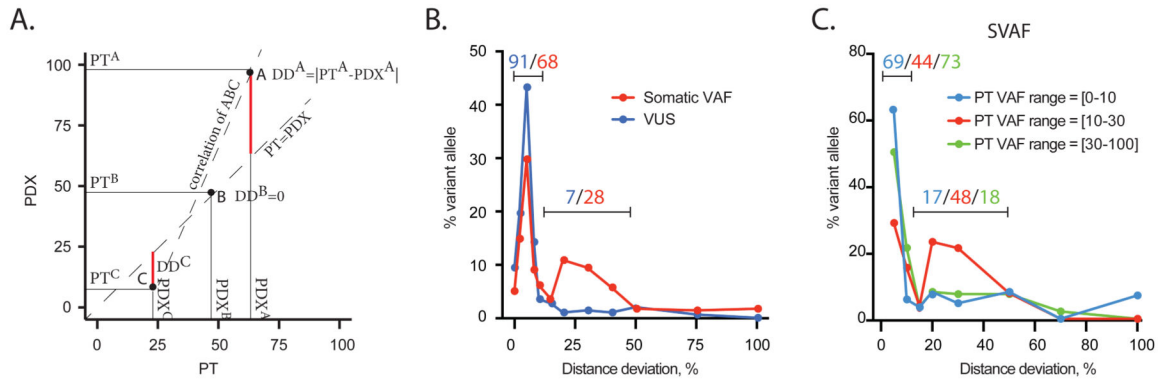 A.
PDX
100
75
50
25
0
PT^A
PT^B
PT^C
A DD^A=|PT^A-PDX^A|
correlation of ABC
PT=PDX
B DD^B=0
C DD^C
PDX-C
PDX-B
PDX-A
0 25 50 75 100
PT
B.
% variant allele
50
40
30
20
10
0
91/68
7/28
Somatic VAF
VUS
0 25 50 75 100
Distance deviation, %
C.
SVAF
% variant allele
80
60
40
20
0
69/44/73
17/48/18
PT VAF range = [0-10
PT VAF range = [10-30
PT VAF range = [30-100]
0 20 40 60 80 100
Distance deviation, %